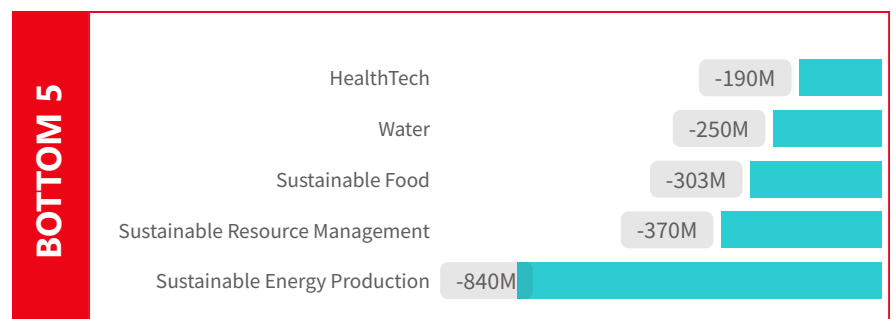 BOTTOM 5
HealthTech -190M
Water -250M
Sustainable Food -303M
Sustainable Resource Management -370M
Sustainable Energy Production -840M